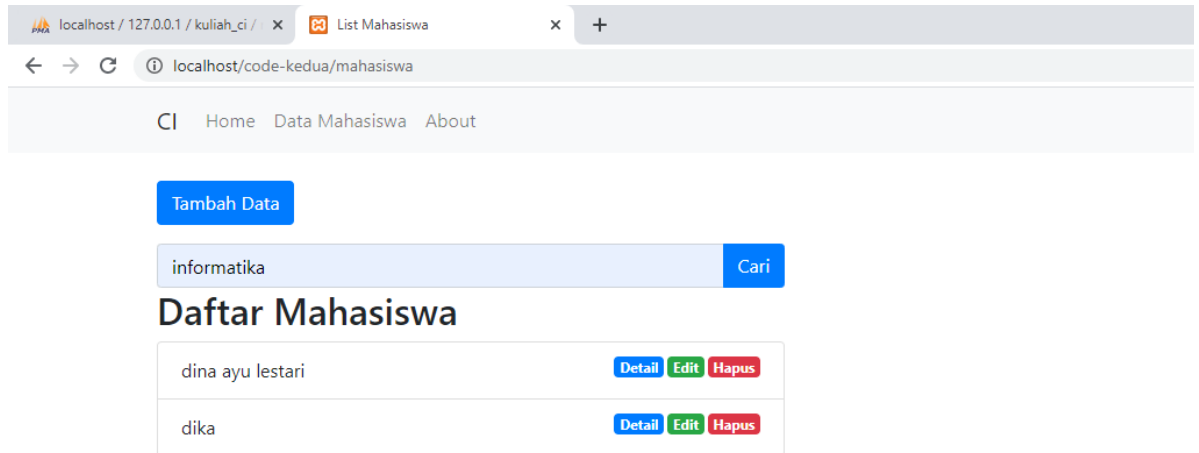 PMA localhost / 127.0.0.1 / kuliah_ci / List Mahasiswa
localhost/code-kedua/mahasiswa
CI Home Data Mahasiswa About
Tambah Data
informatika Cari
Daftar Mahasiswa
dina ayu lestari Detail Edit Hapus
dika Detail Edit Hapus